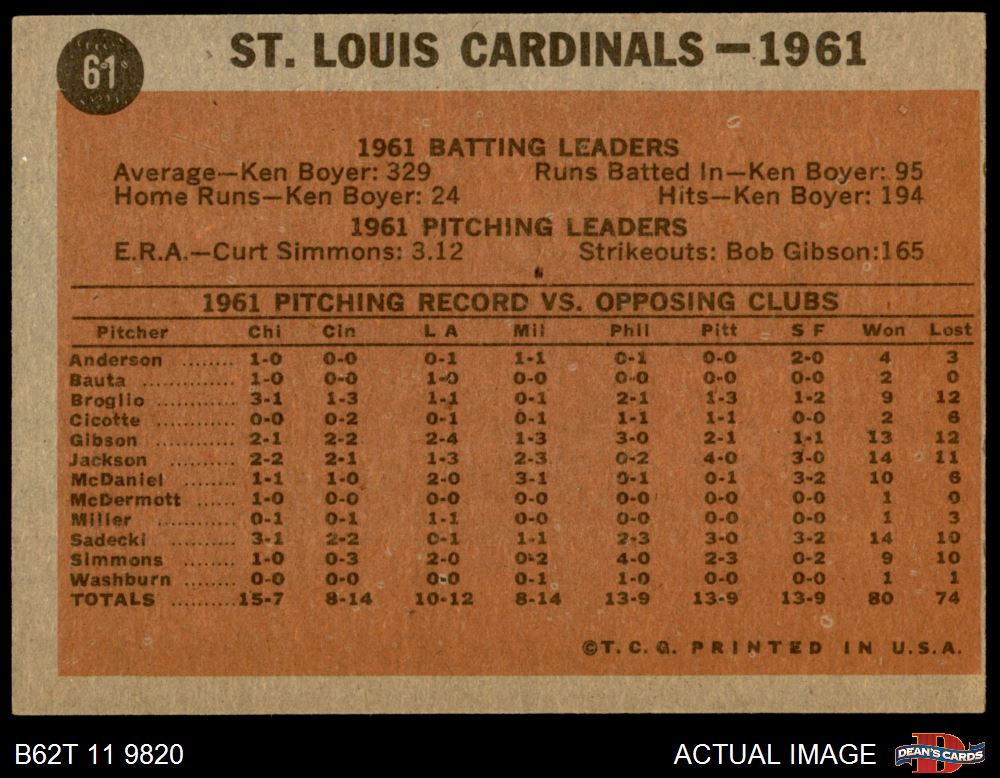 61
ST. LOUIS CARDINALS—1961
1961 BATTING LEADERS
Average—Ken Boyer: 329 Runs Batted In—Ken Boyer: 95
Home Runs—Ken Boyer: 24 Hits—Ken Boyer: 194
1961 PITCHING LEADERS
E.R.A.—Curt Simmons: 3.12 Strikeouts: Bob Gibson:165
1961 PITCHING RECORD VS. OPPOSING CLUBS
Pitcher Chi Cin L A Mil Phil Pitt S F Won Lost
Anderson ........ 1-0 0-0 0-1 1-1 0-1 0-0 2-0 4 3
Bauta ............. 1-0 0-0 1-0 0-0 0-0 0-0 0-0 2 0
Broglio ........... 3-1 1-3 1-1 0-1 2-1 1-3 1-2 9 12
Cicotte ........... 0-0 0-2 0-1 0-1 1-1 1-1 0-0 2 6
Gibson ........... 2-1 2-2 2-4 1-3 3-0 2-1 1-1 13 12
Jackson ......... 2-2 2-1 1-3 2-3 0-2 4-0 3-0 14 11
McDaniel ....... 1-1 1-0 2-0 3-1 0-1 0-1 3-2 10 6
McDermott ..... 1-0 0-0 0-0 0-0 0-0 0-0 0-0 1 0
Miller ........... 0-1 0-1 1-1 0-0 0-0 0-0 0-0 1 3
Sadecki ......... 3-1 2-2 0-1 1-1 2-3 3-0 3-2 14 10
Simmons ....... 1-0 0-3 2-0 0-2 4-0 2-3 0-2 9 10
Washburn ....... 0-0 0-0 0-0 0-1 1-0 0-0 0-0 1 1
TOTALS ......... 15-7 8-14 10-12 8-14 13-9 13-9 13-9 80 74
©T. C. G. PRINTED IN U.S.A.
B62T 11 9820 ACTUAL IMAGE DEAN'S CARDS